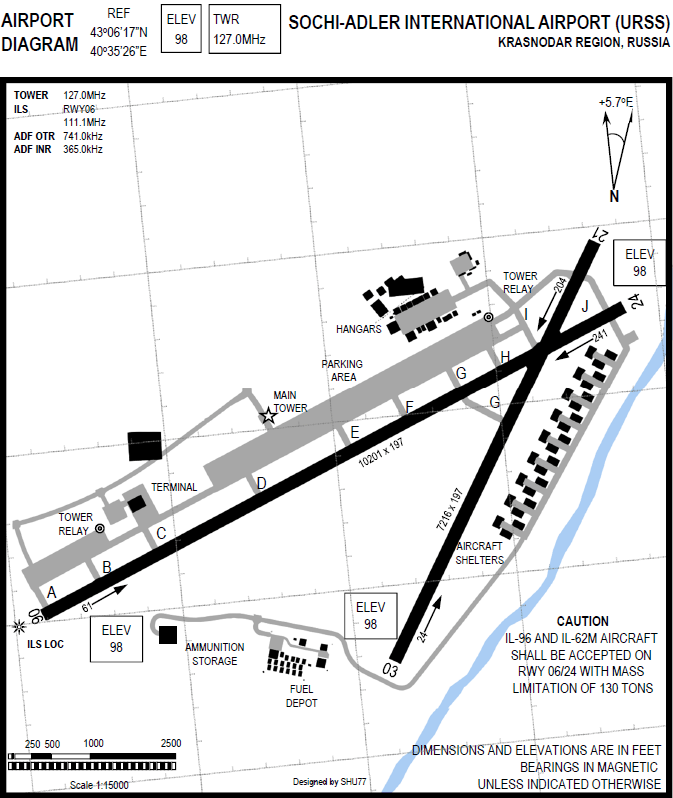 AIRPORT
DIAGRAM
REF
43º06'17"N
40º35'26"E
ELEV
98
TWR
127.0MHz
SOCHI-ADLER INTERNATIONAL AIRPORT (URSS)
KRASNODAR REGION, RUSSIA
TOWER 127.0MHz
ILS RWY06
111.1MHz
ADF OTR 741.0kHz
ADF INR 365.0kHz
+5.7ºE
N
21
ELEV
98
TOWER
RELAY
204
I
J
24
HANGARS
241
H
PARKING
AREA
G
G
MAIN
TOWER
F
E
10201 x 197
D
TERMINAL
7216 x 197
TOWER
RELAY
C
AIRCRAFT
SHELTERS
B
A
61
06
ILS LOC
ELEV
98
ELEV
98
24
03
AMMUNITION
STORAGE
FUEL
DEPOT
CAUTION
IL-96 AND IL-62M AIRCRAFT
SHALL BE ACCEPTED ON
RWY 06/24 WITH MASS
LIMITATION OF 130 TONS
250 500 1000 2500
Scale 1:15000
Designed by SHU77
DIMENSIONS AND ELEVATIONS ARE IN FEET
BEARINGS IN MAGNETIC
UNLESS INDICATED OTHERWISE